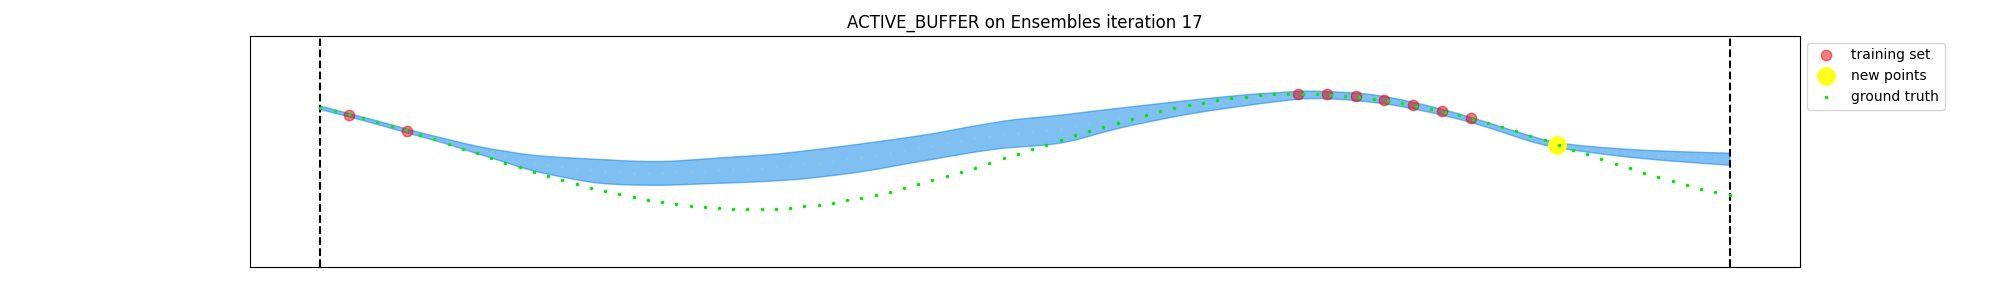 ACTIVE_BUFFER on Ensembles iteration 17
training set
new points
ground truth